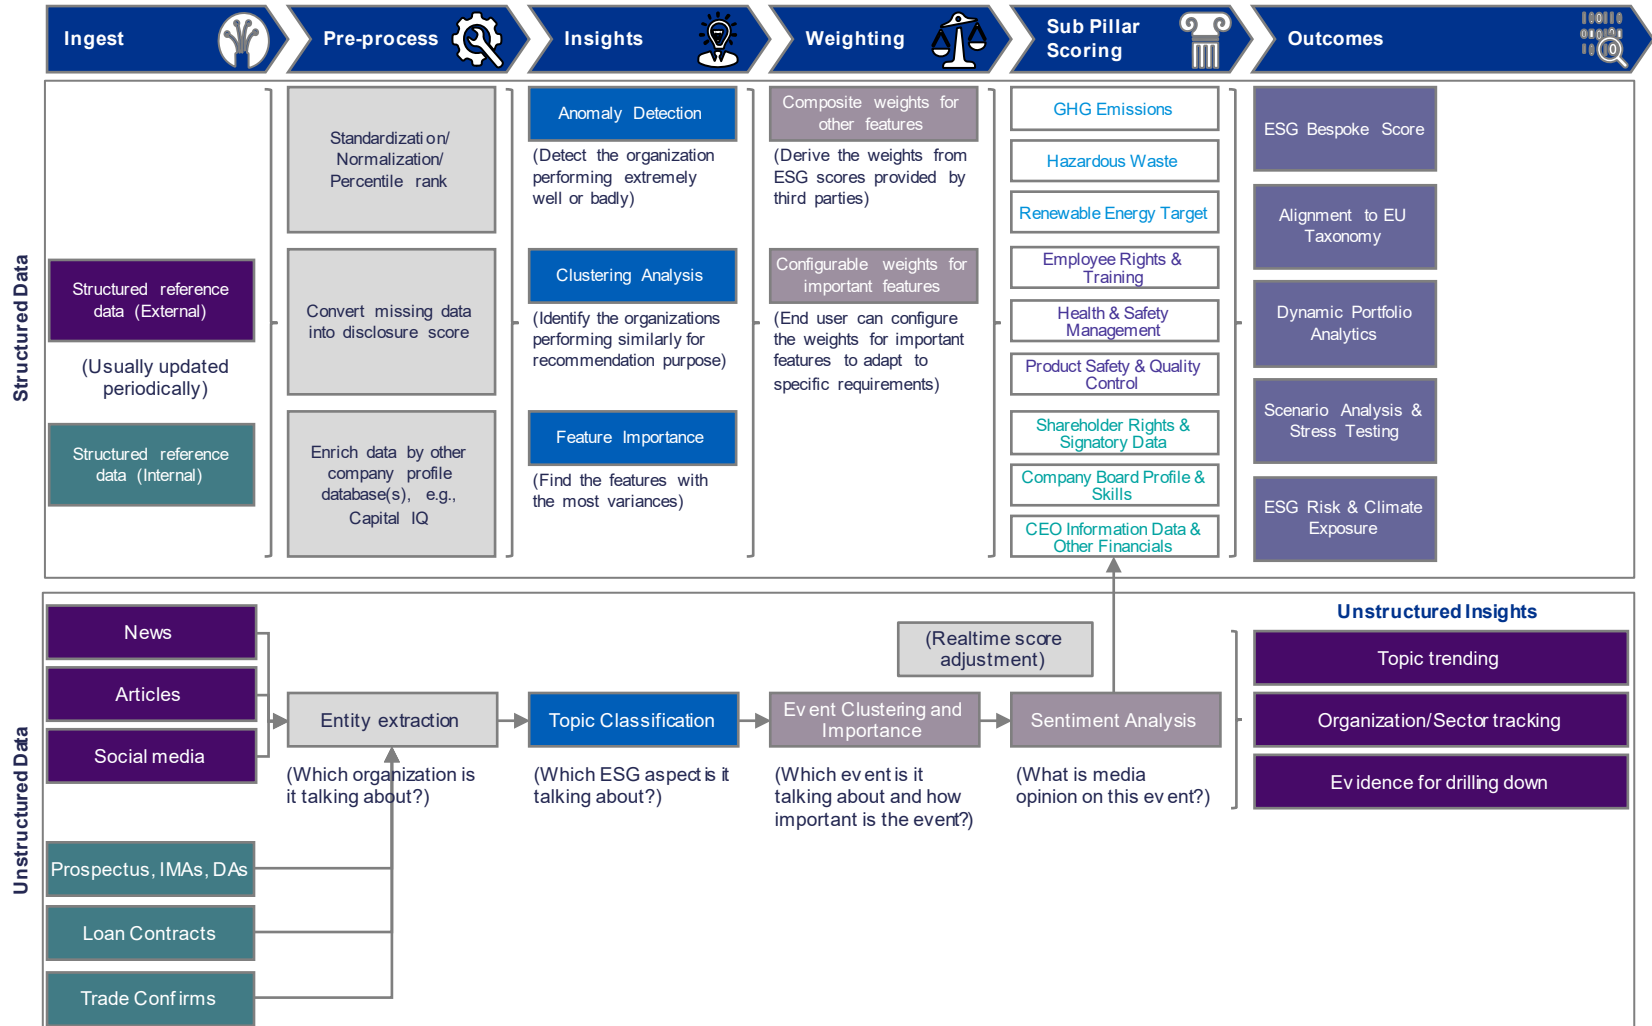 Ingest
Pre-process
Insights
Weighting
Sub Pillar
Scoring
Outcomes
Structured Data
Structured reference
data (External)
(Usually updated
periodically)
Structured reference
data (Internal)
Standardization/
Normalization/
Percentile rank
Convert missing data
into disclosure score
Enrich data by other
company profile
database(s), e.g.,
Capital IQ
Anomaly Detection
(Detect the organization
performing extremely
well or badly)
Clustering Analysis
(Identify the organizations
performing similarly for
recommendation purpose)
Feature Importance
(Find the features with
the most variances)
Composite weights for
other features
(Derive the weights from
ESG scores provided by
third parties)
Configurable weights for
important features
(End user can configure
the weights for important
features to adapt to
specific requirements)
GHG Emissions
Hazardous Waste
Renewable Energy Target
Employee Rights &
Training
Health & Safety
Management
Product Safety & Quality
Control
Shareholder Rights &
Signatory Data
Company Board Profile &
Skills
CEO Information Data &
Other Financials
ESG Bespoke Score
Alignment to EU
Taxonomy
Dynamic Portfolio
Analytics
Scenario Analysis &
Stress Testing
ESG Risk & Climate
Exposure
Unstructured Data
News
Articles
Social media
Prospectus, IMAs, DAs
Loan Contracts
Trade Confirms
Entity extraction
(Which organization is
it talking about?)
Topic Classification
(Which ESG aspect is it
talking about?)
Event Clustering and
Importance
(Which event is it
talking about and how
important is the event?)
(Realtime score
adjustment)
Sentiment Analysis
(What is media
opinion on this event?)
Unstructured Insights
Topic trending
Organization/Sector tracking
Evidence for drilling down